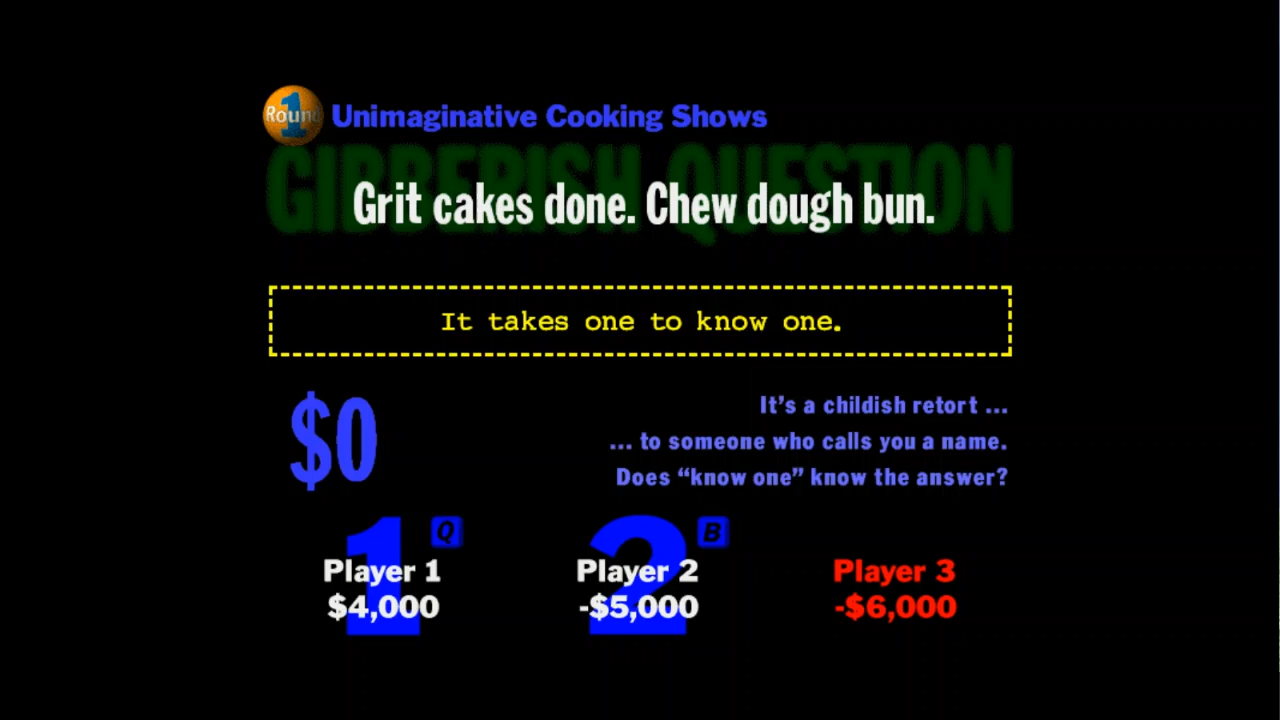 Round 1 Unimaginative Cooking Shows
GIBBERISH QUESTION
Grit cakes done. Chew dough bun.
It takes one to know one.
$0
It's a childish retort ...
... to someone who calls you a name.
Does “know one” know the answer?
1 Q 2 B
Player 1 Player 2 Player 3
$4,000 -$5,000 -$6,000